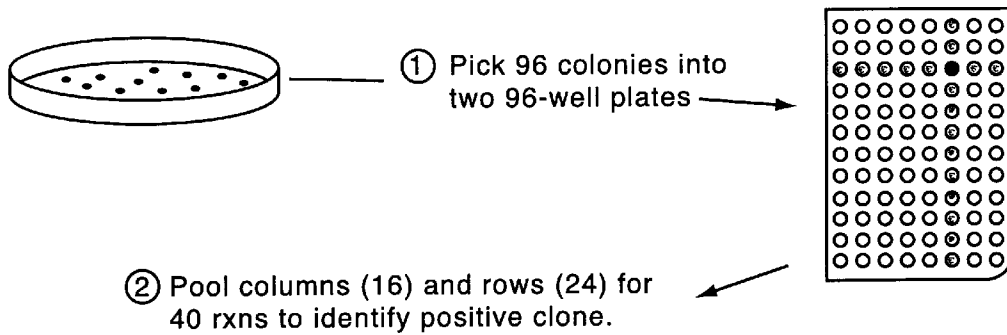 ① Pick 96 colonies into
two 96-well plates
② Pool columns (16) and rows (24) for
40 rxns to identify positive clone.